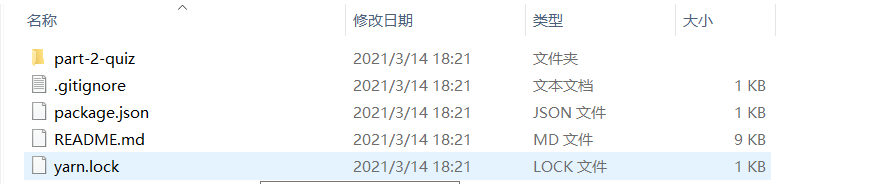 名称 修改日期 类型 大小
part-2-quiz 2021/3/14 18:21 文件夹
.gitignore 2021/3/14 18:21 文本文档 1 KB
package.json 2021/3/14 18:21 JSON 文件 1 KB
README.md 2021/3/14 18:21 MD 文件 9 KB
yarn.lock 2021/3/14 18:21 LOCK 文件 1 KB